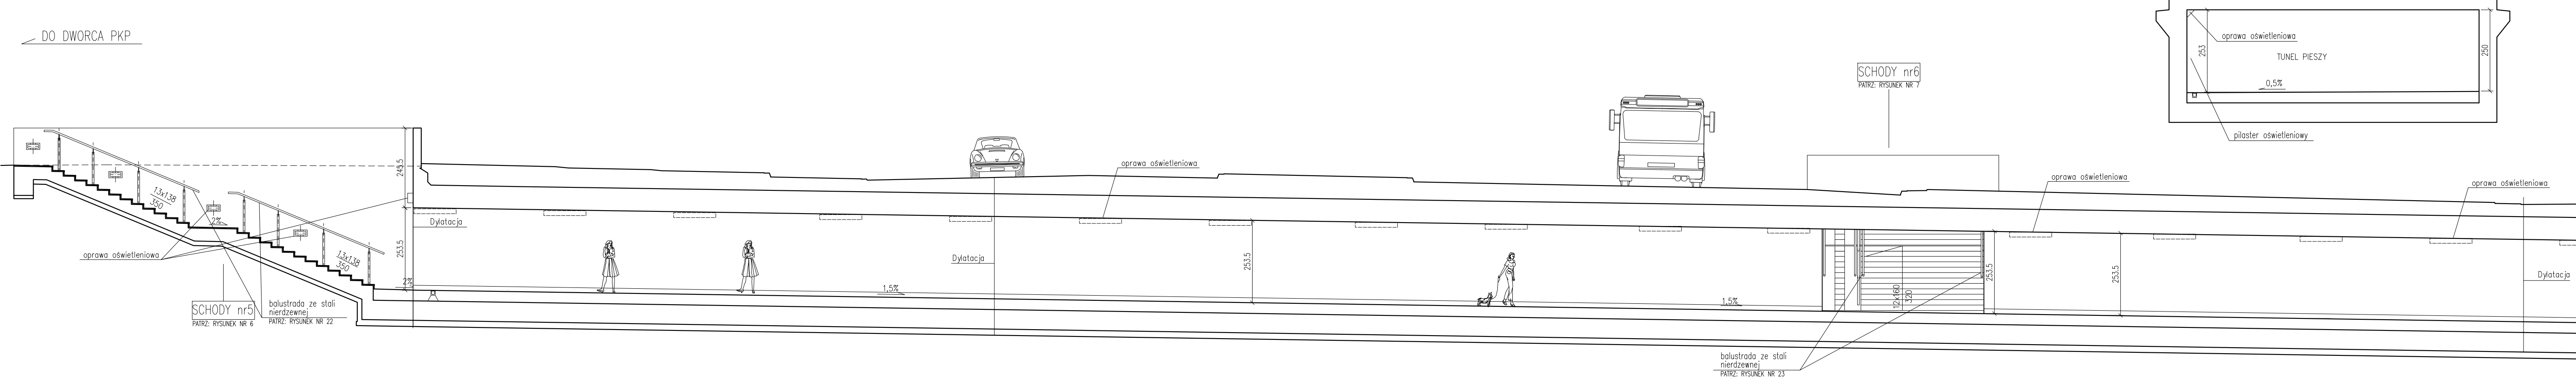 DO DWORCA PKP
13x138
350
2%
13x138
350
oprawa oświetleniowa
SCHODY nr5
PATRZ: RYSUNEK NR 6
balustrada ze stali
nierdzewnej
PATRZ: RYSUNEK NR 22
249.5
253.5
2%
Dylatacja
1,5%
Dylatacja
oprawa oświetleniowa
253.5
1,5%
SCHODY nr6
PATRZ: RYSUNEK NR 7
12x160
320
253.5
balustrada ze stali
nierdzewnej
PATRZ: RYSUNEK NR 23
oprawa oświetleniowa
253.5
oprawa oświetleniowa
Dylatacja
253
oprawa oświetleniowa
TUNEL PIESZY
0,5%
250
pilaster oświetleniowy